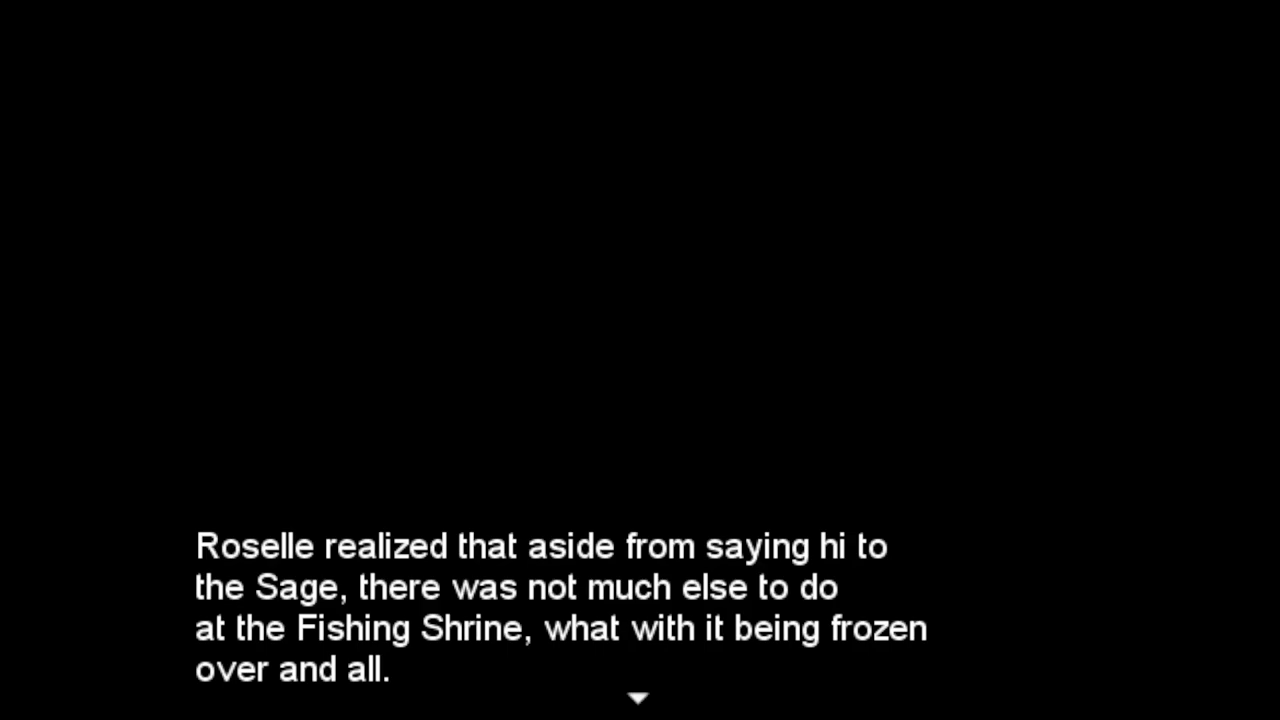 Roselle realized that aside from saying hi to
the Sage, there was not much else to do
at the Fishing Shrine, what with it being frozen
over and all.